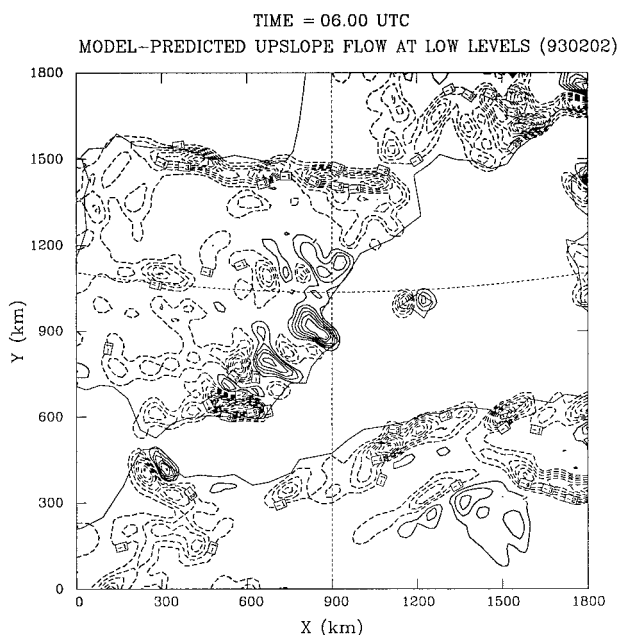 TIME = 06.00 UTC
MODEL-PREDICTED UPSLOPE FLOW AT LOW LEVELS (930202)
1800
1500
1200
900
600
300
0
Y (km)
0 300 600 900 1200 1500 1800
X (km)